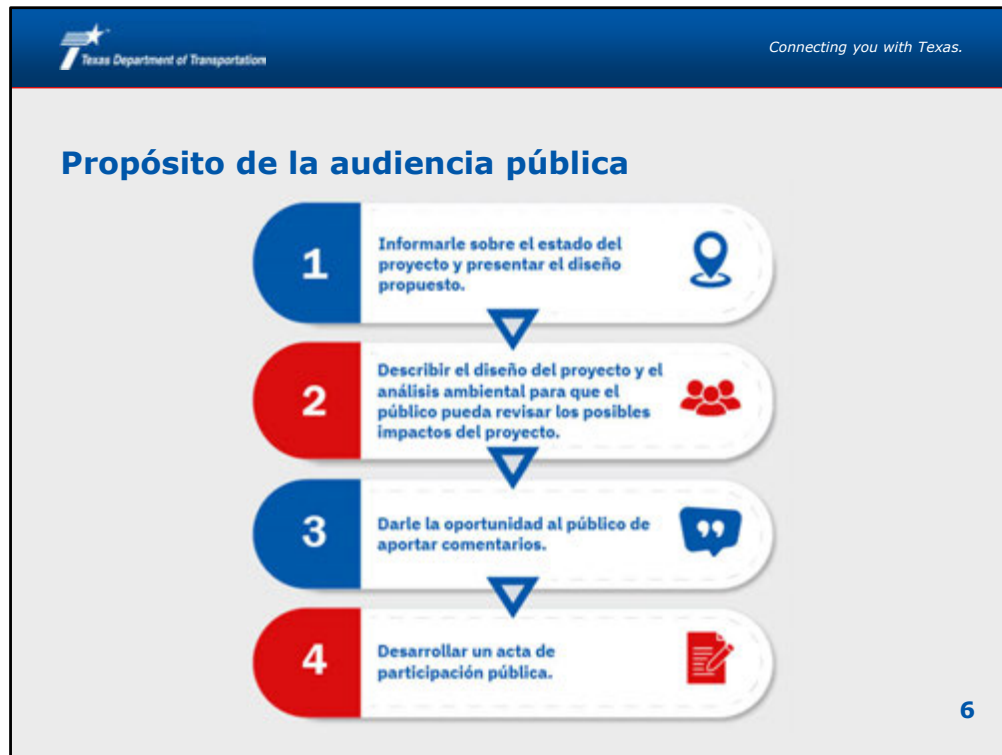 Texas Department of Transportation
Connecting you with Texas.
Propósito de la audiencia pública
1
Informarle sobre el estado del
proyecto y presentar el diseño
propuesto.
2
Describir el diseño del proyecto y el
análisis ambiental para que el
público pueda revisar los posibles
impactos del proyecto.
3
Darle la oportunidad al público de
aportar comentarios.
4
Desarrollar un acta de
participación pública.
6